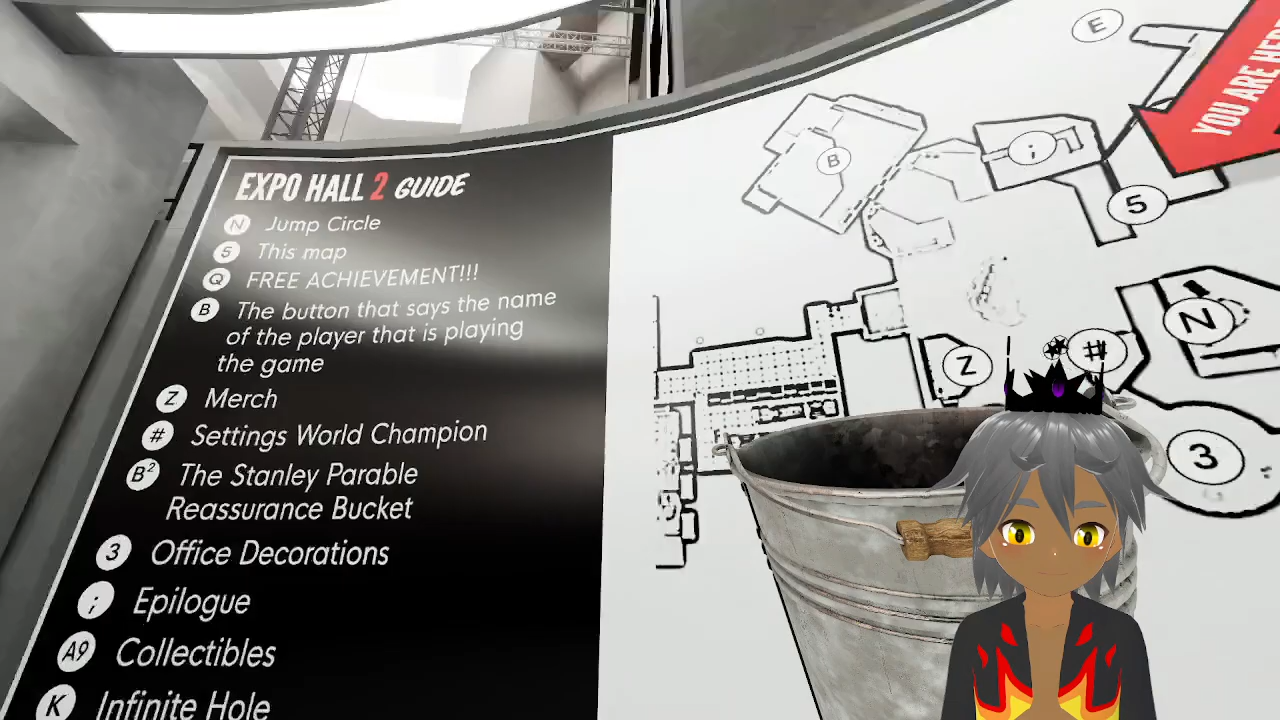 EXPO HALL 2 GUIDE
N Jump Circle
5 This map
Q FREE ACHIEVEMENT!!!
B The button that says the name
of the player that is playing
the game
Z Merch
# Settings World Champion
B² The Stanley Parable
Reassurance Bucket
3 Office Decorations
; Epilogue
A9 Collectibles
K Infinite Hole
E
YOU ARE HERE
B
;
5
N
Z
#
3